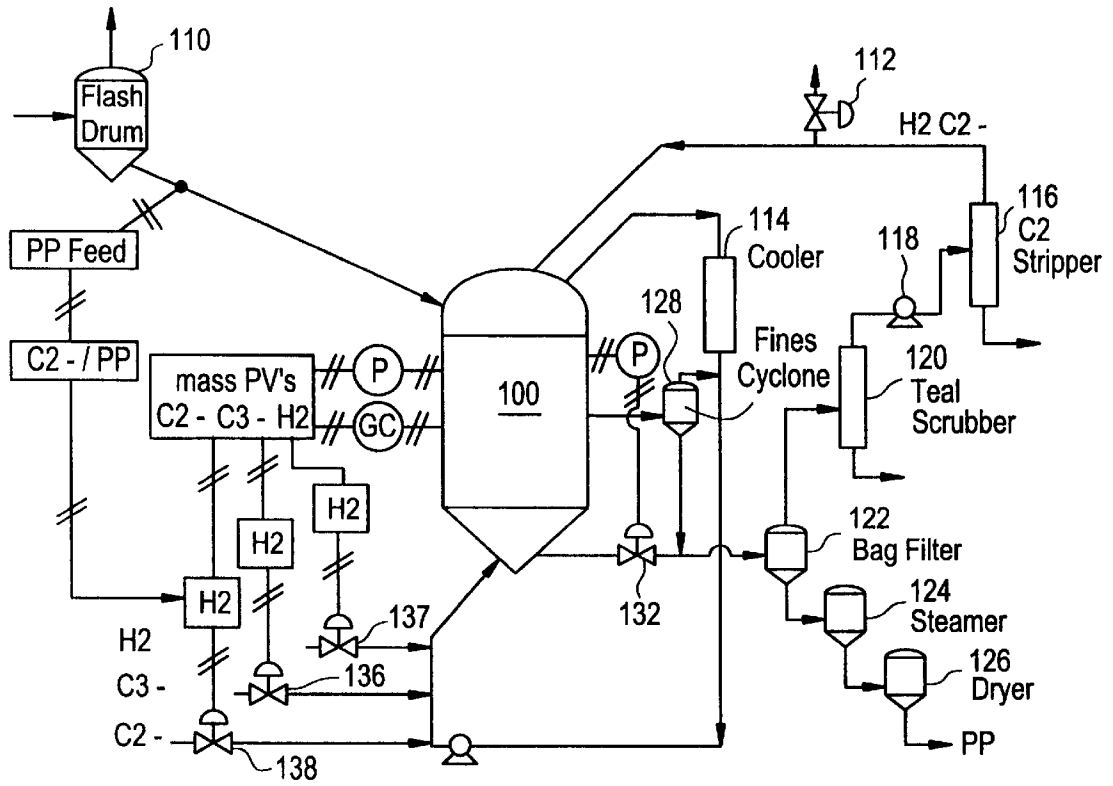 110
Flash
Drum
112
H2 C2 -
116
C2
Stripper
114
Cooler
118
PP Feed
128
Fines
Cyclone
C2 - / PP
mass PV's
C2 - C3 - H2
P
GC
100
P
120
Teal
Scrubber
H2
H2
H2
122
Bag Filter
132
124
Steamer
137
H2
136
C3 -
126
Dryer
C2 -
138
PP